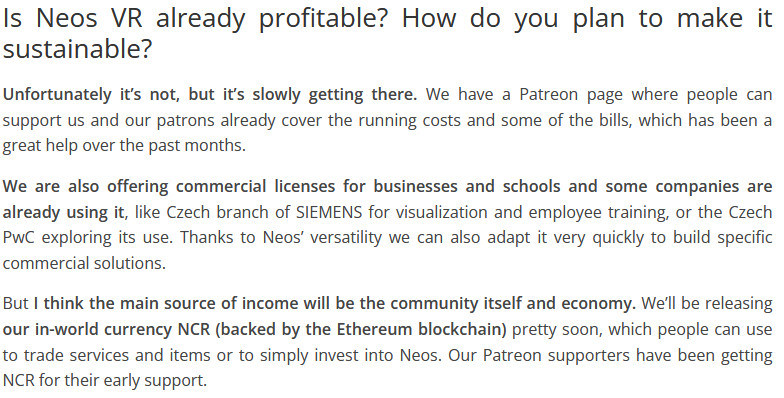 Is Neos VR already profitable? How do you plan to make it
sustainable?
Unfortunately it’s not, but it’s slowly getting there. We have a Patreon page where people can
support us and our patrons already cover the running costs and some of the bills, which has been a
great help over the past months.
We are also offering commercial licenses for businesses and schools and some companies are
already using it, like Czech branch of SIEMENS for visualization and employee training, or the Czech
PwC exploring its use. Thanks to Neos’ versatility we can also adapt it very quickly to build specific
commercial solutions.
But I think the main source of income will be the community itself and economy. We’ll be releasing
our in-world currency NCR (backed by the Ethereum blockchain) pretty soon, which people can use
to trade services and items or to simply invest into Neos. Our Patreon supporters have been getting
NCR for their early support.